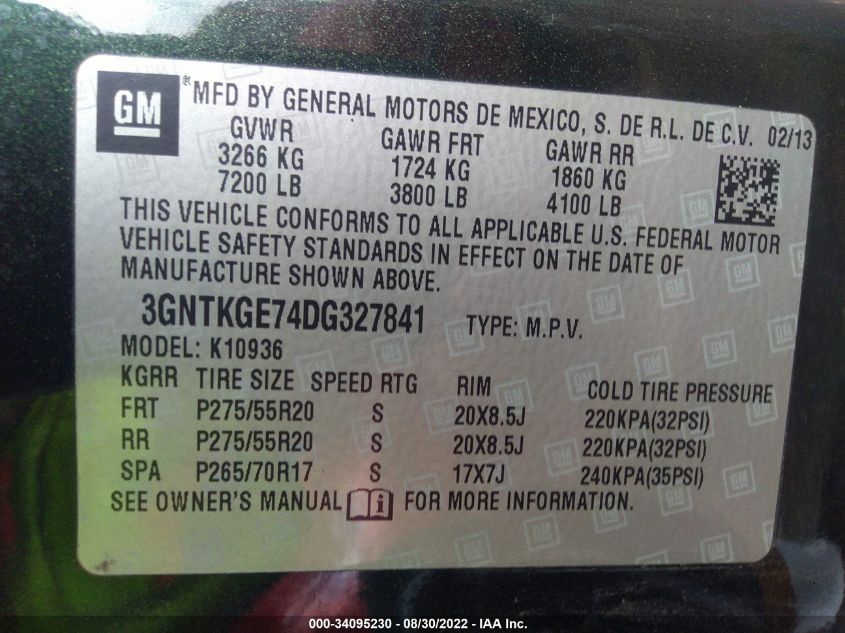 GM ® MFD BY GENERAL MOTORS DE MEXICO, S. DE R.L. DE C.V. 02/13
GVWR GAWR FRT GAWR RR
3266 KG 1724 KG 1860 KG
7200 LB 3800 LB 4100 LB
THIS VEHICLE CONFORMS TO ALL APPLICABLE U.S. FEDERAL MOTOR
VEHICLE SAFETY STANDARDS IN EFFECT ON THE DATE OF
MANUFACTURE SHOWN ABOVE.
3GNTKGE74DG327841 TYPE: M.P.V.
MODEL: K10936
KGRR TIRE SIZE SPEED RTG RIM COLD TIRE PRESSURE
FRT P275/55R20 S 20X8.5J 220KPA(32PSI)
RR P275/55R20 S 20X8.5J 220KPA(32PSI)
SPA P265/70R17 S 17X7J 240KPA(35PSI)
SEE OWNER'S MANUAL i FOR MORE INFORMATION.
000-34095230 - 08/30/2022 - IAA Inc.